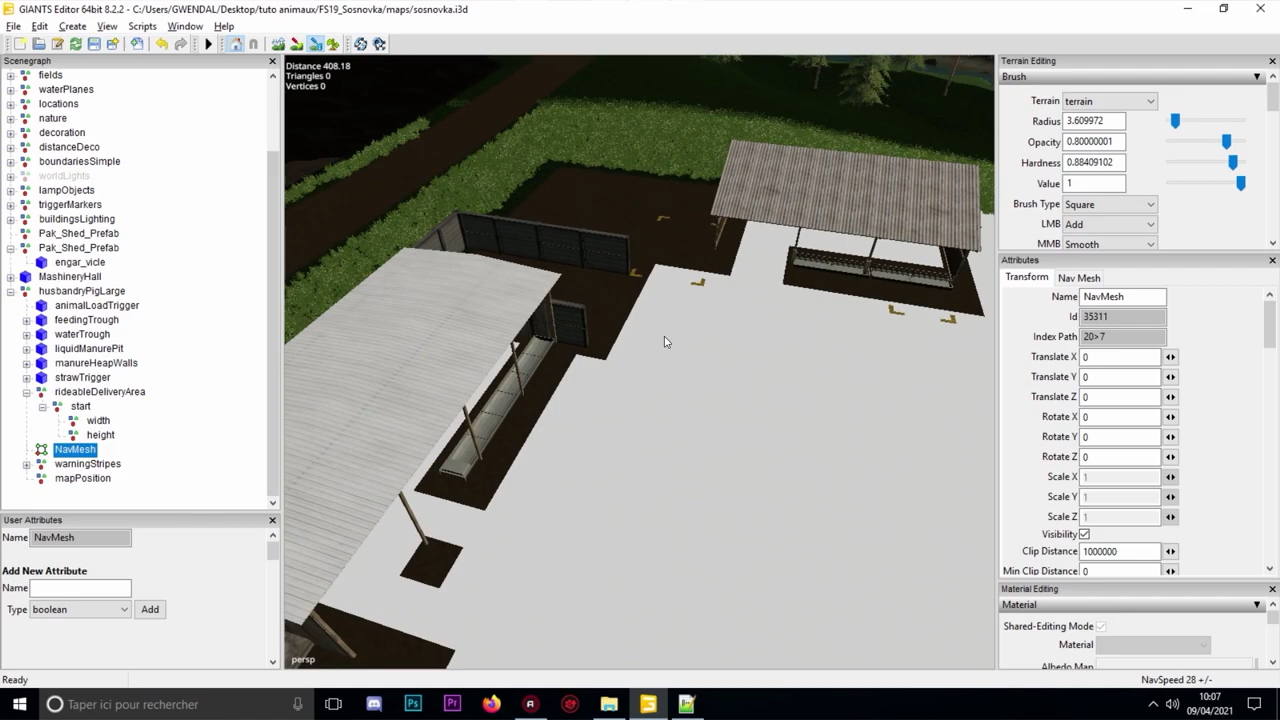 GIANTS Editor 64bit 8.2.2 - C:/Users/GWENDAL/Desktop/tuto animaux/FS19_Sosnovka/maps/sosnovka.i3d
File Edit Create View Scripts Window Help
Scenegraph
fields
waterPlanes
locations
nature
decoration
distanceDeco
boundariesSimple
worldLights
lampObjects
triggerMarkers
buildingsLighting
Pak_Shed_Prefab
Pak_Shed_Prefab
engar_vicle
MachineryHall
husbandryPigLarge
animalLoadTrigger
feedingTrough
waterTrough
liquidManurePit
manureHeapWalls
strawTrigger
rideableDeliveryArea
start
width
height
NavMesh
warningStripes
mapPosition
User Attributes
Name NavMesh
Add New Attribute
Name
Type boolean Add
Distance 408.18
Triangles 0
Vertices 0
persp
Terrain Editing
Brush
Terrain terrain
Radius 3.609972
Opacity 0.80000001
Hardness 0.88409102
Value 1
Brush Type Square
LMB Add
MMB Smooth
Attributes
Transform Nav Mesh
Name NavMesh
Id 35311
Index Path 20>7
Translate X 0
Translate Y 0
Translate Z 0
Rotate X 0
Rotate Y 0
Rotate Z 0
Scale X 1
Scale Y 1
Scale Z 1
Visibility
Clip Distance 1000000
Min Clip Distance 0
Material Editing
Material
Shared-Editing Mode
Material
Albedo Map
Ready
NavSpeed 28 +/-
Taper ici pour rechercher
10:07
09/04/2021